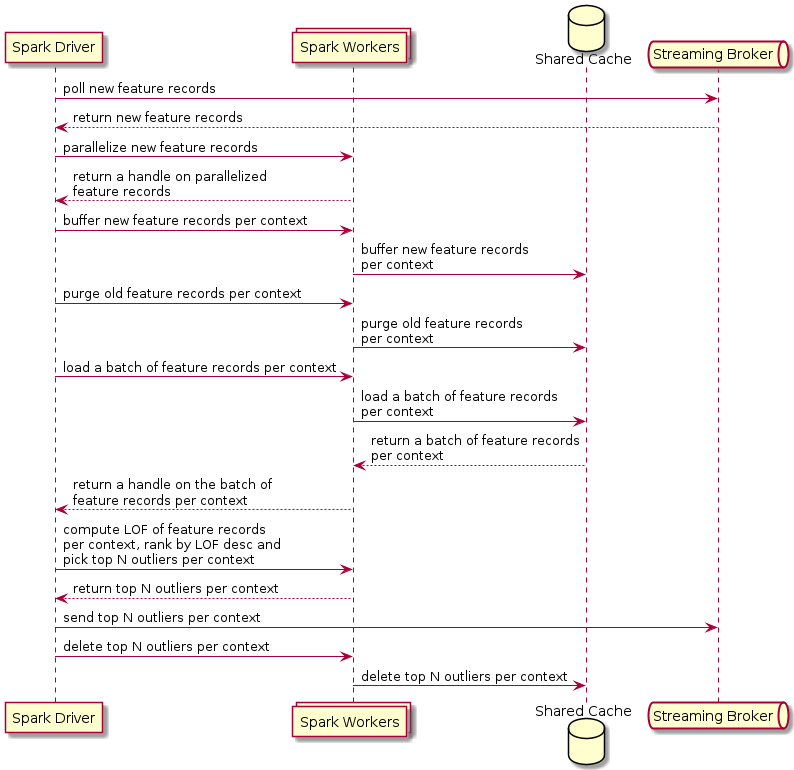 Spark Driver
Spark Workers
Shared Cache
Streaming Broker
poll new feature records
return new feature records
parallelize new feature records
return a handle on parallelized
feature records
buffer new feature records per context
buffer new feature records
per context
purge old feature records per context
purge old feature records
per context
load a batch of feature records per context
load a batch of feature records
per context
return a batch of feature records
per context
return a handle on the batch of
feature records per context
compute LOF of feature records
per context, rank by LOF desc and
pick top N outliers per context
return top N outliers per context
send top N outliers per context
delete top N outliers per context
delete top N outliers per context
Spark Driver
Spark Workers
Shared Cache
Streaming Broker